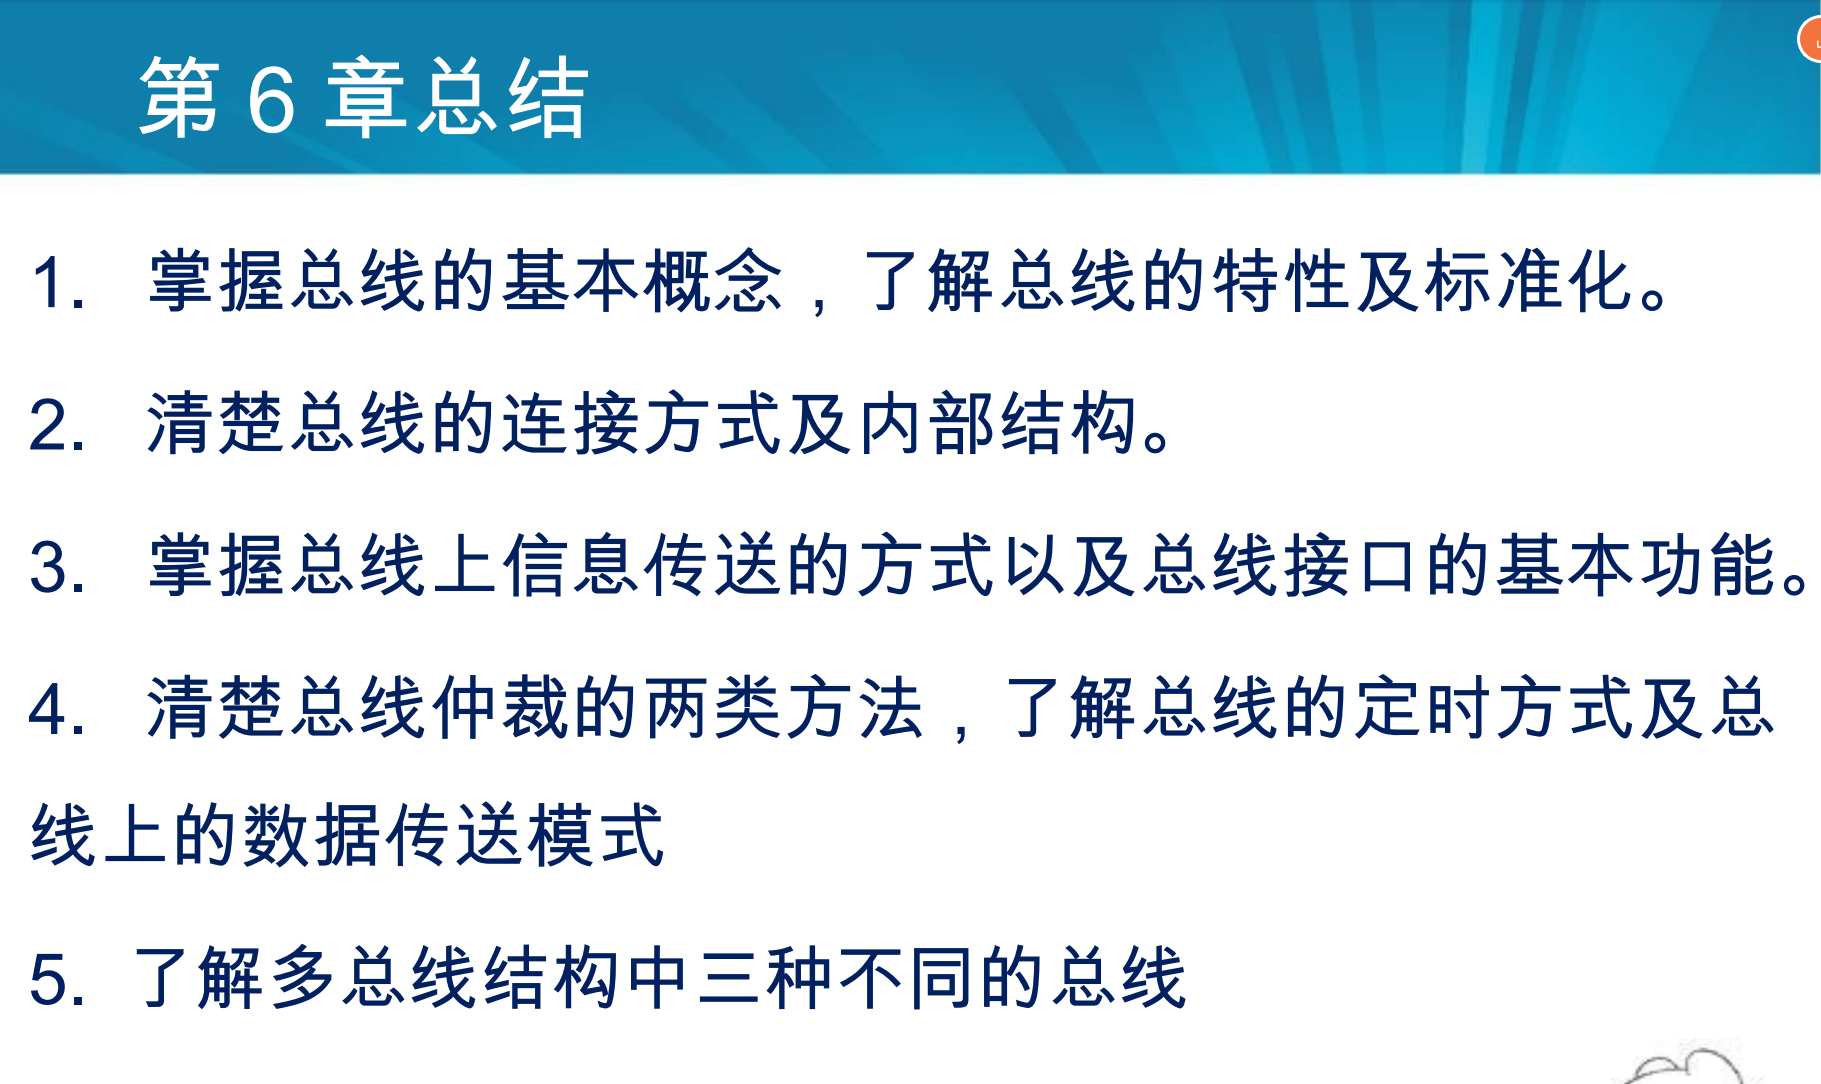 第6章总结
1. 掌握总线的基本概念，了解总线的特性及标准化。
2. 清楚总线的连接方式及内部结构。
3. 掌握总线上信息传送的方式以及总线接口的基本功能。
4. 清楚总线仲裁的两类方法，了解总线的定时方式及总
线上的数据传送模式
5. 了解多总线结构中三种不同的总线